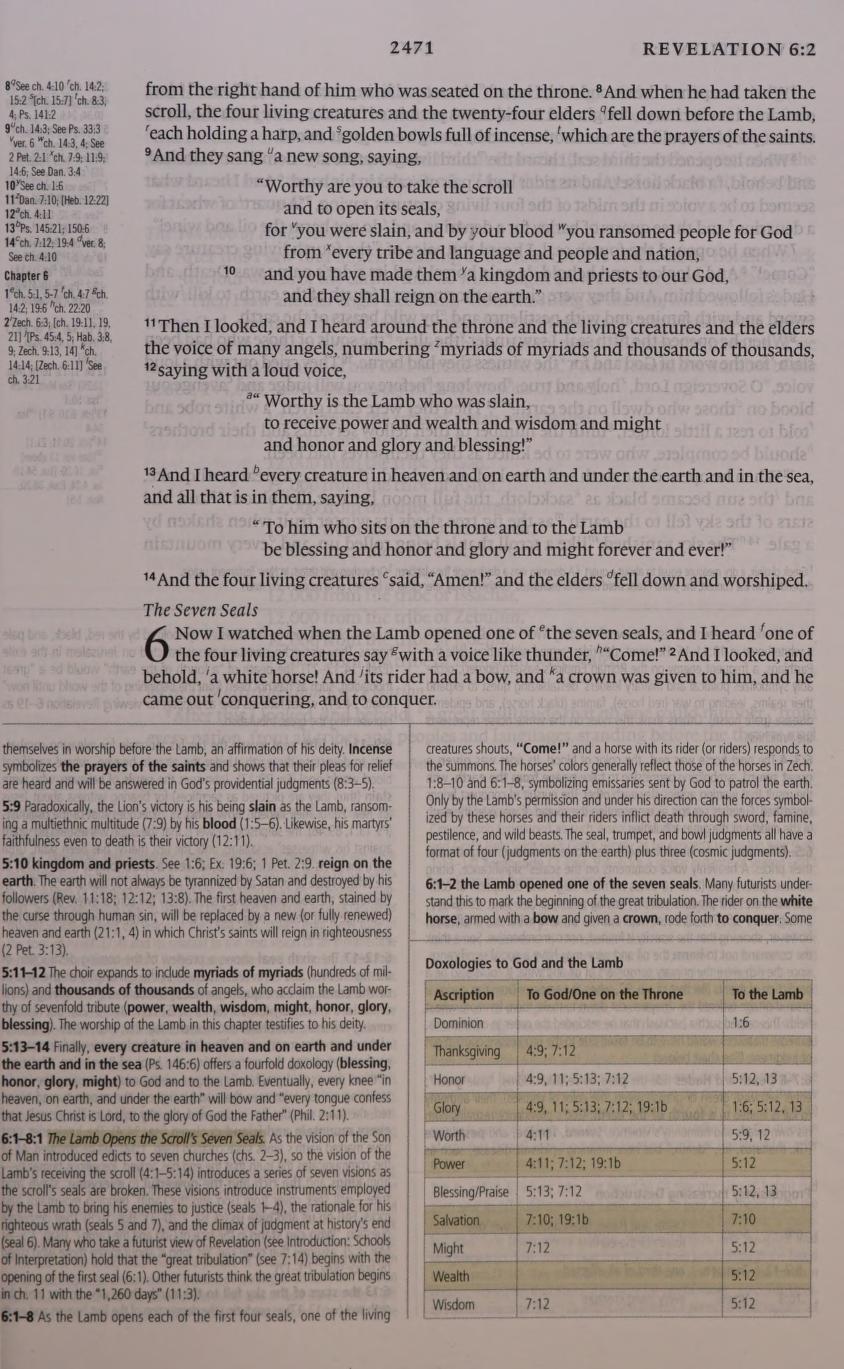 2471
REVELATION 6:2
8 q See ch. 4:10 r ch. 14:2;
15:2 s [ch. 15:7] t ch. 8:3,
4; Ps. 141:2
9 u ch. 14:3; See Ps. 33:3
v ver. 6 w ch. 14:3, 4; See
2 Pet. 2:1 x ch. 7:9; 11:9;
14:6; See Dan. 3:4
10 y See ch. 1:6
11 z Dan. 7:10; [Heb. 12:22]
12 a ch. 4:11
13 b Ps. 145:21; 150:6
14 c ch. 7:12; 19:4 d ver. 8;
See ch. 4:10
Chapter 6
1 e ch. 5:1, 5-7 f ch. 4:7 g ch.
14:2; 19:6 h ch. 22:20
2 i Zech. 6:3; [ch. 19:11, 19,
21] j [Ps. 45:4, 5; Hab. 3:8,
9; Zech. 9:13, 14] k ch.
14:14; [Zech. 6:11] l See
ch. 3:21
from the right hand of him who was seated on the throne. 8 And when he had taken the
scroll, the four living creatures and the twenty-four elders q fell down before the Lamb,
r each holding a harp, and s golden bowls full of incense, t which are the prayers of the saints.
9 And they sang u a new song, saying,
“Worthy are you to take the scroll
and to open its seals,
for v you were slain, and by your blood w you ransomed people for God
from x every tribe and language and people and nation,
10 and you have made them y a kingdom and priests to our God,
and they shall reign on the earth.”
11 Then I looked, and I heard around the throne and the living creatures and the elders
the voice of many angels, numbering z myriads of myriads and thousands of thousands,
12 saying with a loud voice,
a “Worthy is the Lamb who was slain,
to receive power and wealth and wisdom and might
and honor and glory and blessing!”
13 And I heard b every creature in heaven and on earth and under the earth and in the sea,
and all that is in them, saying,
“To him who sits on the throne and to the Lamb
be blessing and honor and glory and might forever and ever!”
14 And the four living creatures c said, “Amen!” and the elders d fell down and worshiped.
The Seven Seals
6 Now I watched when the Lamb opened one of e the seven seals, and I heard f one of
the four living creatures say g with a voice like thunder, h “Come!” 2 And I looked, and
behold, i a white horse! And j its rider had a bow, and k a crown was given to him, and he
came out l conquering, and to conquer.
themselves in worship before the Lamb, an affirmation of his deity. Incense
symbolizes the prayers of the saints and shows that their pleas for relief
are heard and will be answered in God's providential judgments (8:3–5).
5:9 Paradoxically, the Lion's victory is his being slain as the Lamb, ransom-
ing a multiethnic multitude (7:9) by his blood (1:5–6). Likewise, his martyrs'
faithfulness even to death is their victory (12:11).
5:10 kingdom and priests. See 1:6; Ex. 19:6; 1 Pet. 2:9. reign on the
earth. The earth will not always be tyrannized by Satan and destroyed by his
followers (Rev. 11:18; 12:12; 13:8). The first heaven and earth, stained by
the curse through human sin, will be replaced by a new (or fully renewed)
heaven and earth (21:1, 4) in which Christ's saints will reign in righteousness
(2 Pet. 3:13).
5:11–12 The choir expands to include myriads of myriads (hundreds of mil-
lions) and thousands of thousands of angels, who acclaim the Lamb wor-
thy of sevenfold tribute (power, wealth, wisdom, might, honor, glory,
blessing). The worship of the Lamb in this chapter testifies to his deity.
5:13–14 Finally, every creature in heaven and on earth and under
the earth and in the sea (Ps. 146:6) offers a fourfold doxology (blessing,
honor, glory, might) to God and to the Lamb. Eventually, every knee “in
heaven, on earth, and under the earth” will bow and “every tongue confess
that Jesus Christ is Lord, to the glory of God the Father” (Phil. 2:11).
6:1–8:1 The Lamb Opens the Scroll's Seven Seals. As the vision of the Son
of Man introduced edicts to seven churches (chs. 2–3), so the vision of the
Lamb's receiving the scroll (4:1–5:14) introduces a series of seven visions as
the scroll's seals are broken. These visions introduce instruments employed
by the Lamb to bring his enemies to justice (seals 1–4), the rationale for his
righteous wrath (seals 5 and 7), and the climax of judgment at history's end
(seal 6). Many who take a futurist view of Revelation (see Introduction: Schools
of Interpretation) hold that the “great tribulation” (see 7:14) begins with the
opening of the first seal (6:1). Other futurists think the great tribulation begins
in ch. 11 with the “1,260 days” (11:3).
6:1–8 As the Lamb opens each of the first four seals, one of the living
creatures shouts, “Come!” and a horse with its rider (or riders) responds to
the summons. The horses' colors generally reflect those of the horses in Zech.
1:8–10 and 6:1–8, symbolizing emissaries sent by God to patrol the earth.
Only by the Lamb's permission and under his direction can the forces symbol-
ized by these horses and their riders inflict death through sword, famine,
pestilence, and wild beasts. The seal, trumpet, and bowl judgments all have a
format of four (judgments on the earth) plus three (cosmic judgments).
6:1–2 the Lamb opened one of the seven seals. Many futurists under-
stand this to mark the beginning of the great tribulation. The rider on the white
horse, armed with a bow and given a crown, rode forth to conquer. Some
Doxologies to God and the Lamb
Ascription To God/One on the Throne To the Lamb
Dominion 1:6
Thanksgiving 4:9; 7:12
Honor 4:9, 11; 5:13; 7:12 5:12, 13
Glory 4:9, 11; 5:13; 7:12; 19:1b 1:6; 5:12, 13
Worth 4:11 5:9, 12
Power 4:11; 7:12; 19:1b 5:12
Blessing/Praise 5:13; 7:12 5:12, 13
Salvation 7:10; 19:1b 7:10
Might 7:12 5:12
Wealth 5:12
Wisdom 7:12 5:12